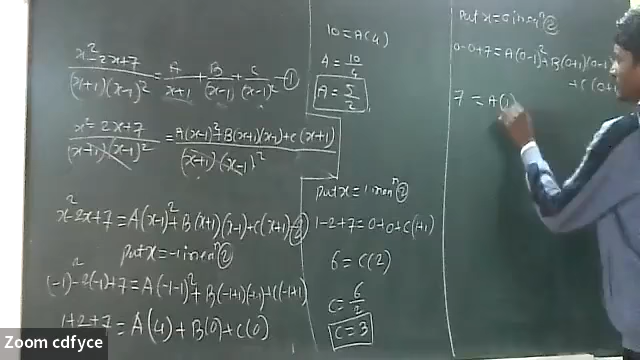 x²-2x+7 / (x+1)(x-1)² = A / x+1 + B / (x-1) + C / (x-1)² -①
x²-2x+7 / (x+1)(x-1)² = A(x-1)²+B(x+1)(x-1)+C(x+1) / (x+1)(x-1)²
x²-2x+7 = A(x-1)²+B(x+1)(x-1)+C(x+1) -②
put x=-1 in eqn ②
(-1)²-2(-1)+7 = A(-1-1)²+B(-1+1)(-1-1)+C(-1+1)
1+2+7 = A(4)+B(0)+C(0)
10=A(4)
A = 10/4
A = 5/2
put x = 1 in eqn ②
1-2+7 = 0+0+C(1+1)
6 = C(2)
C = 6/2
C = 3
put x = 0 in eqn ②
0-0+7 = A(0-1)²+B(0+1)(0-1)
+C(0+1
7 = A(1)
Zoom cdfyce